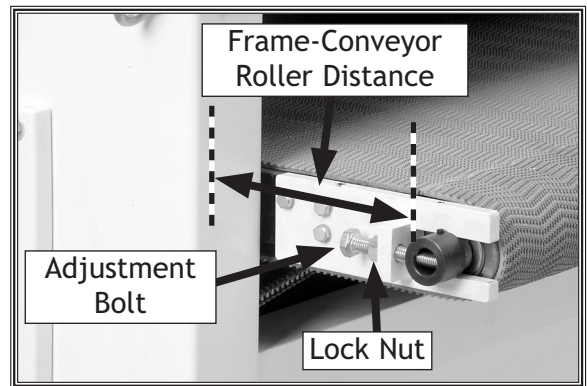 Frame-Conveyor
Roller Distance
Adjustment
Bolt
Lock Nut